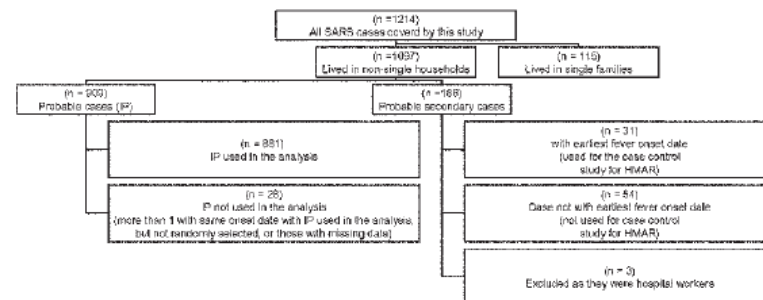 (n =1214)
All SARS cases coverd by this study
(n =1097)
Lived in non-single households
(n = 115)
Lived in single families
(n = 909)
Probable cases (IP)
(n =188)
Probable secondary cases
(n = 881)
IP used in the analysis
(n = 28)
IP not used in the analysis
(more than 1 with same onset date with IP used in the analysis,
but not randomly selected, or those with missing data)
(n = 31)
with earliest fever onset date
(used for the case control
study for HMAR)
(n = 54)
Case not with earliest fever onset date
(not used for case control
study for HMAR)
(n = 3)
Excluded as they were hospital workers